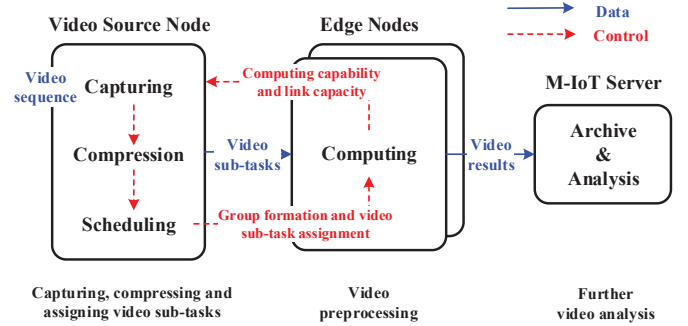 Video Source Node
Edge Nodes
Data
Control
M-IoT Server
Video
sequence
Capturing
Compression
Scheduling
Computing capability
and link capacity
Video
sub-tasks
Computing
Group formation and video
sub-task assignment
Video
results
Archive
&
Analysis
Capturing, compressing and
assigning video sub-tasks
Video
preprocessing
Further
video analysis